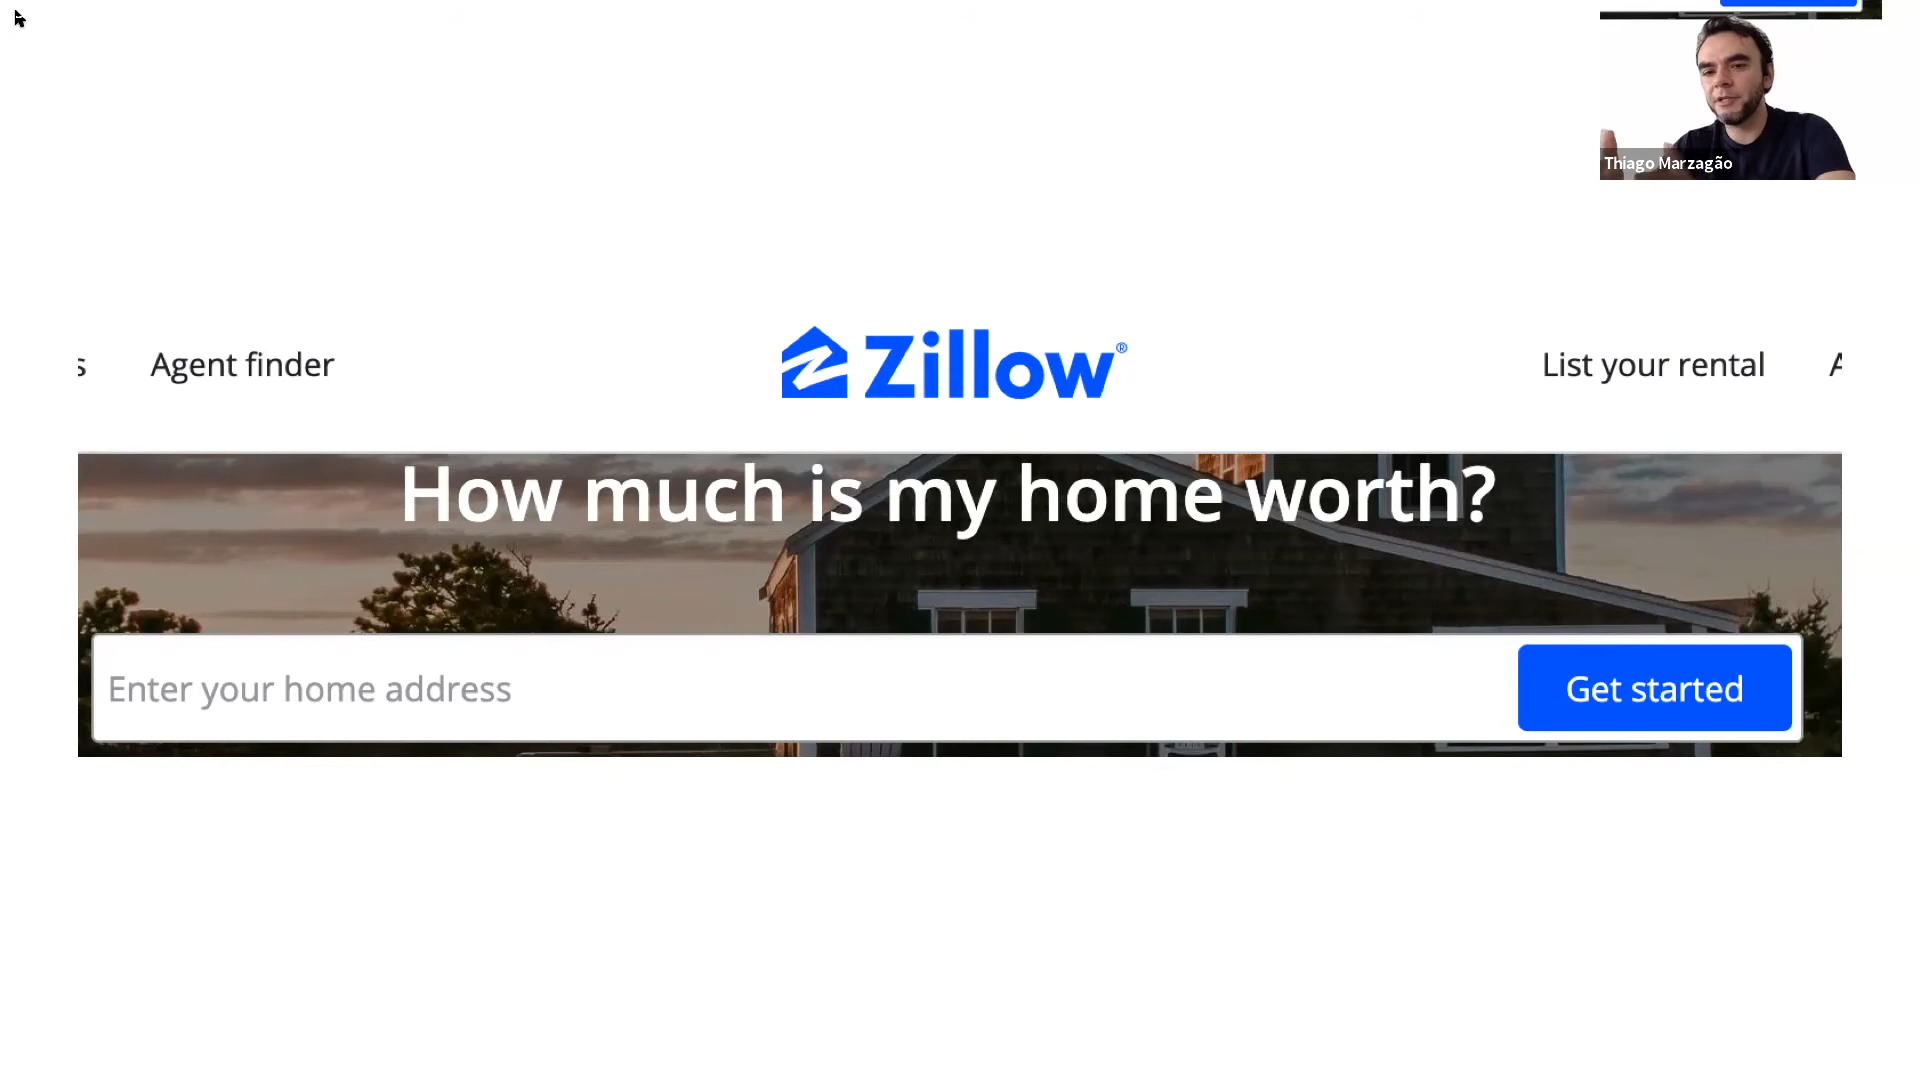 Thiago Marzagão
s Agent finder Zillow® List your rental A
How much is my home worth?
Enter your home address Get started